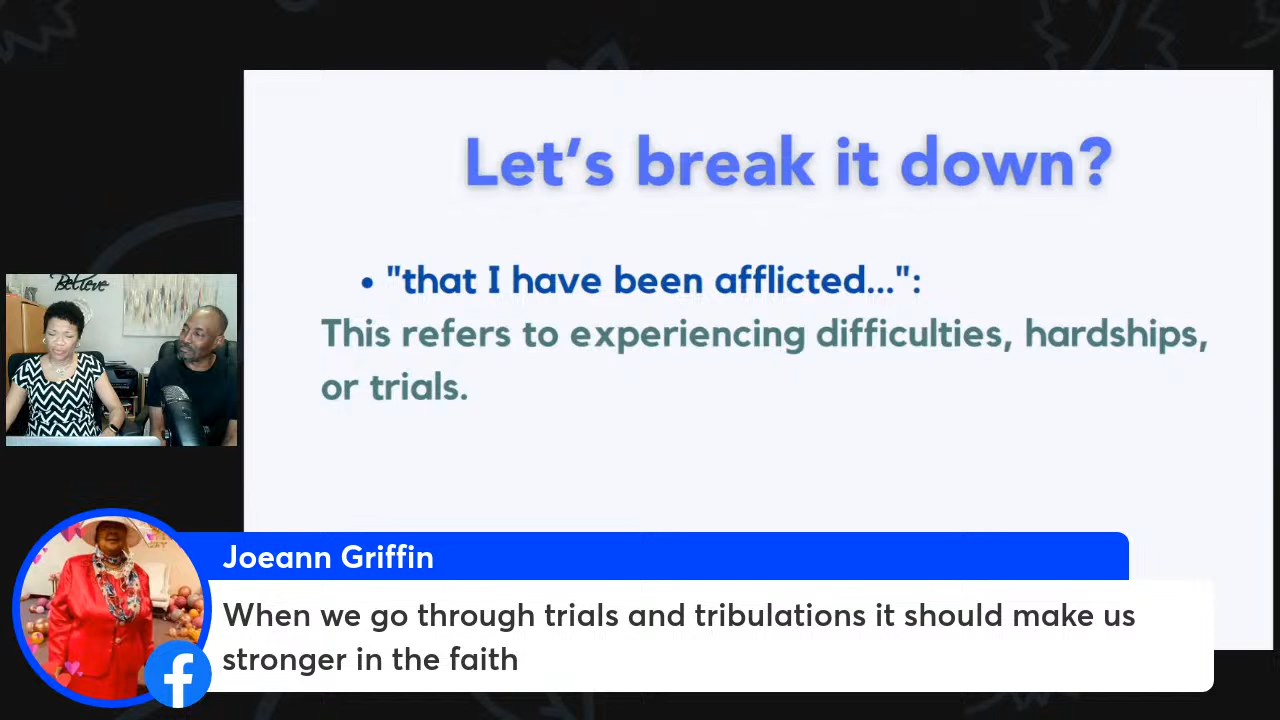 Let's break it down?
• "that I have been afflicted...":
This refers to experiencing difficulties, hardships,
or trials.
Believe
Joeann Griffin
When we go through trials and tribulations it should make us
stronger in the faith